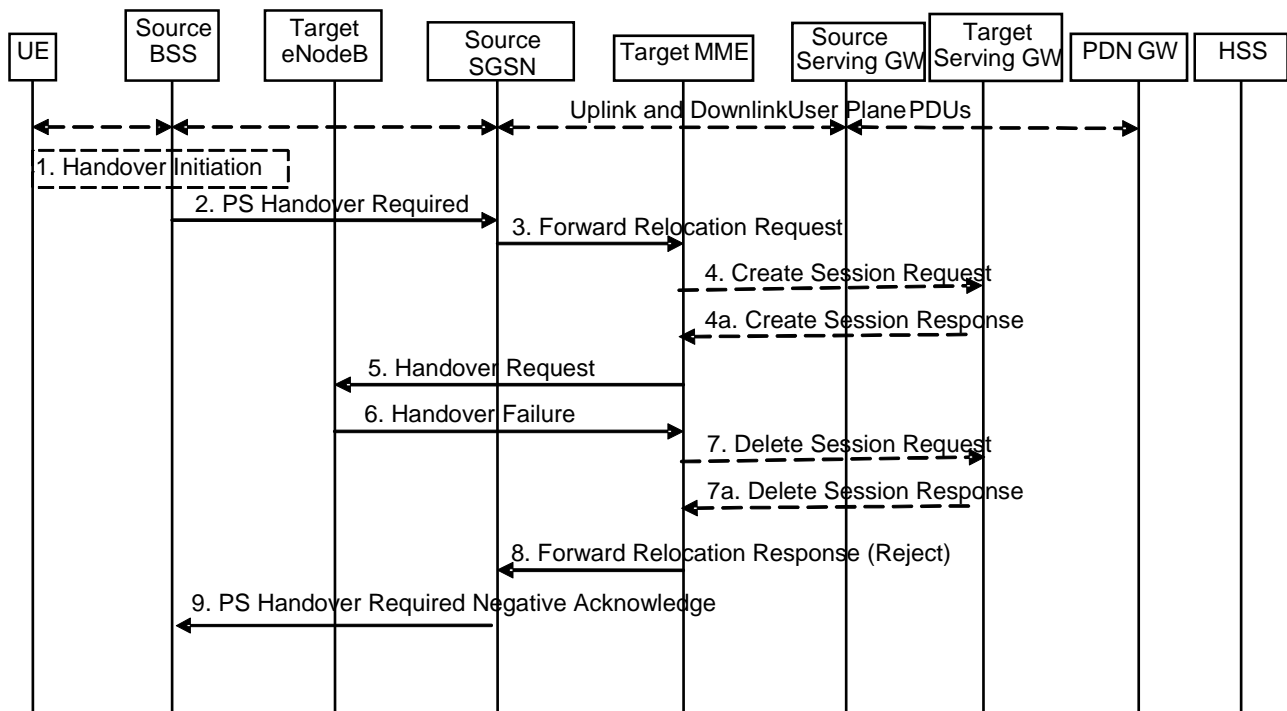 UE
Source
BSS
Target
eNodeB
Source
SGSN
Target MME
Source
Serving GW
Target
Serving GW
PDN GW
HSS
Uplink and DownlinkUser Plane PDUs
1. Handover Initiation
2. PS Handover Required
3. Forward Relocation Request
4. Create Session Request
4a. Create Session Response
5. Handover Request
6. Handover Failure
7. Delete Session Request
7a. Delete Session Response
8. Forward Relocation Response (Reject)
9. PS Handover Required Negative Acknowledge